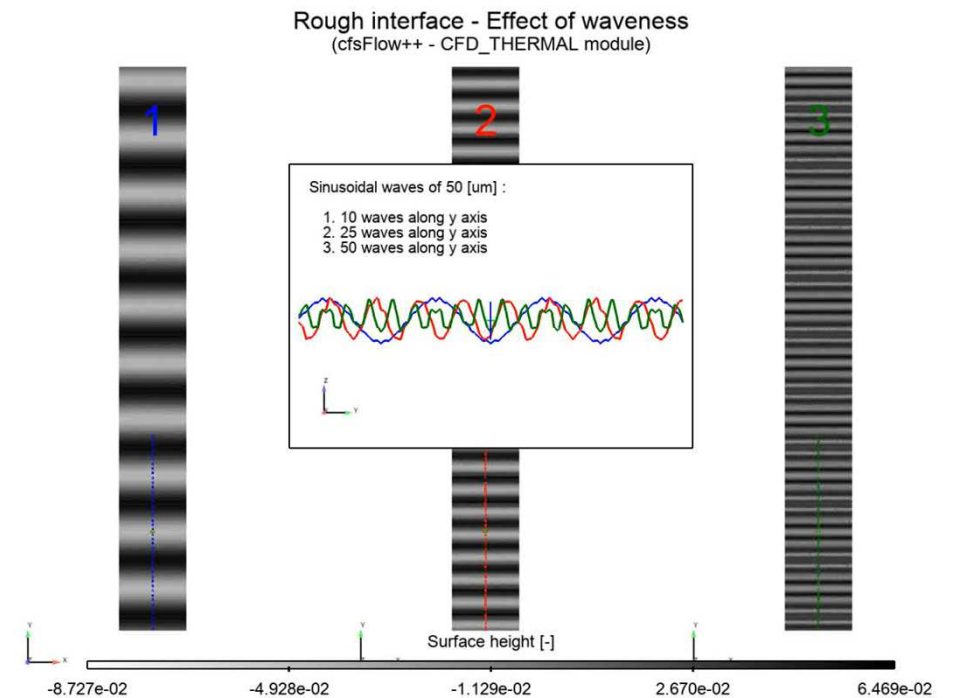 Rough interface - Effect of waveness
(cfsFlow++ - CFD_THERMAL module)
1
2
3
Sinusoidal waves of 50 [um] :
1. 10 waves along y axis
2. 25 waves along y axis
3. 50 waves along y axis
Z
Y
Y
X
Y
Y
Surface height [-]
-8.727e-02 -4.928e-02 -1.129e-02 2.670e-02 6.469e-02